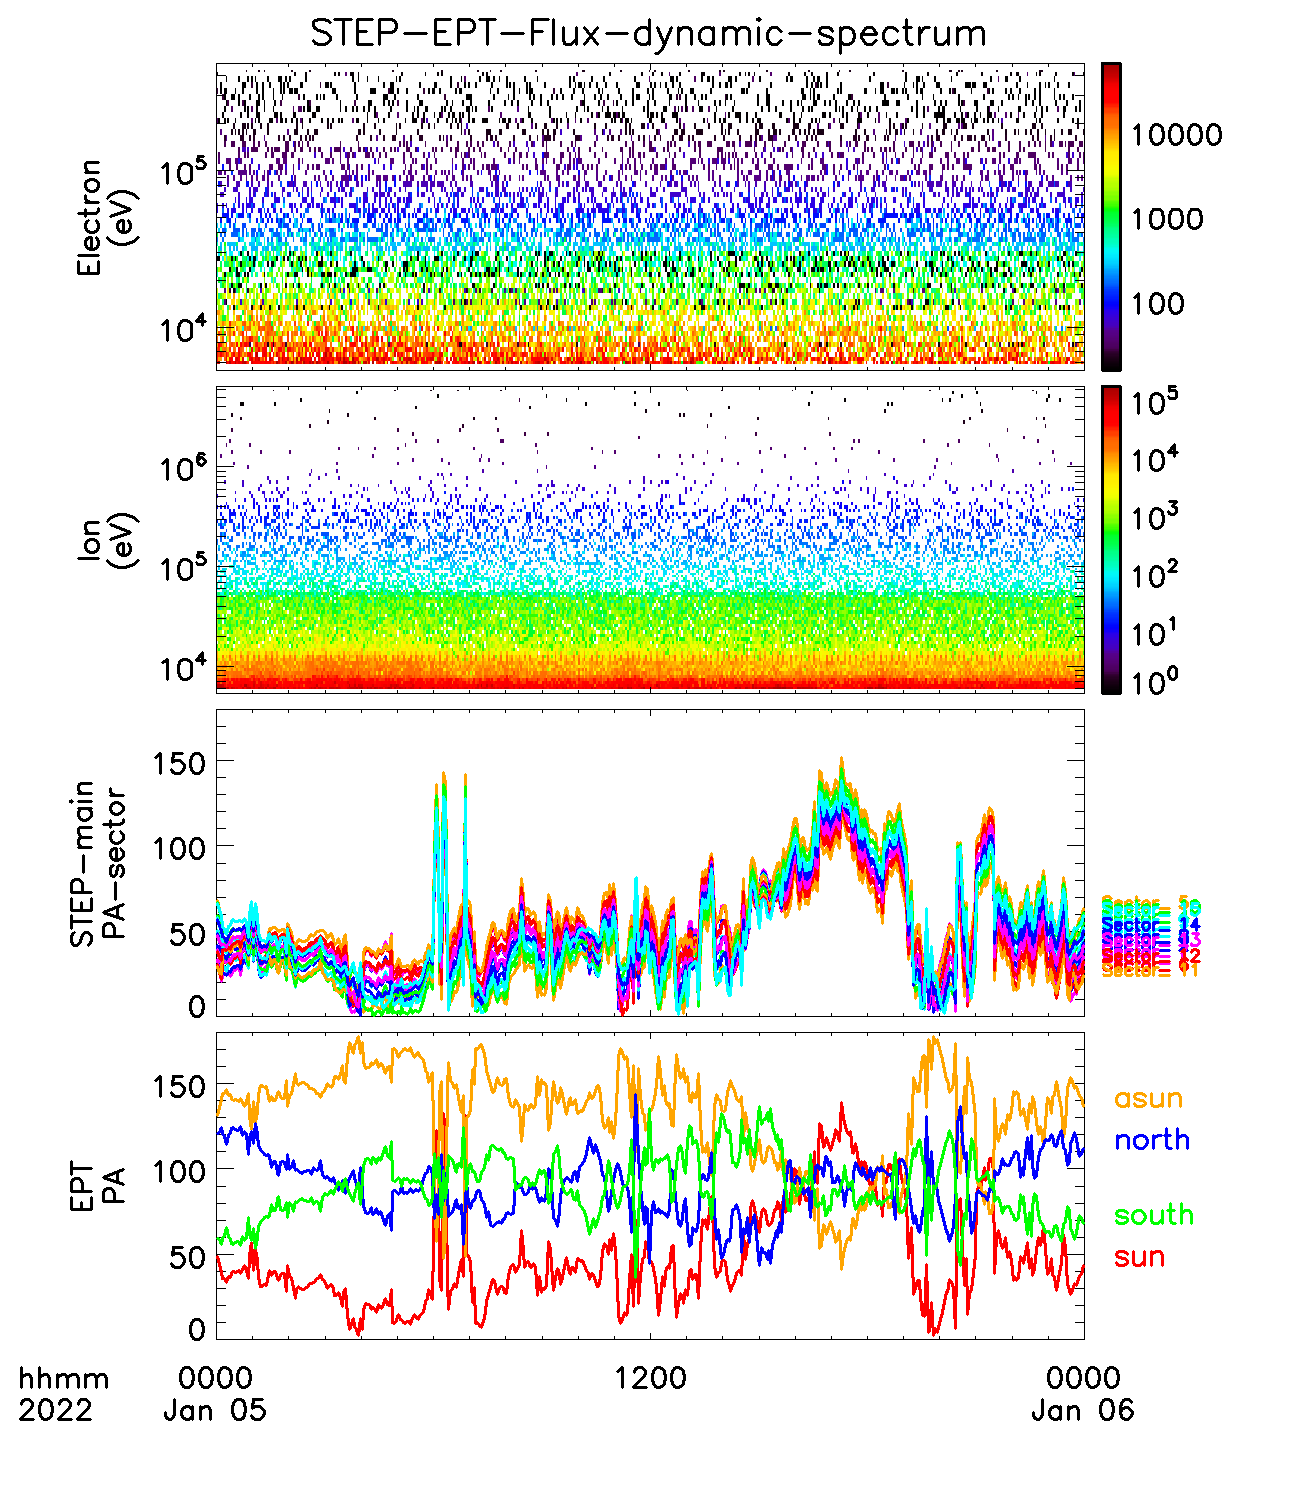 STEP-EPT-Flux-dynamic-spectrum
Electron
(eV)
10^5
10^4
10000
1000
100
Ion
(eV)
10^6
10^5
10^4
10^5
10^4
10^3
10^2
10^1
10^0
STEP-main
PA-sector
150
100
50
0
EPT
PA
150
100
50
0
asun
north
south
sun
hhmm
2022
0000
Jan 05
1200
0000
Jan 06